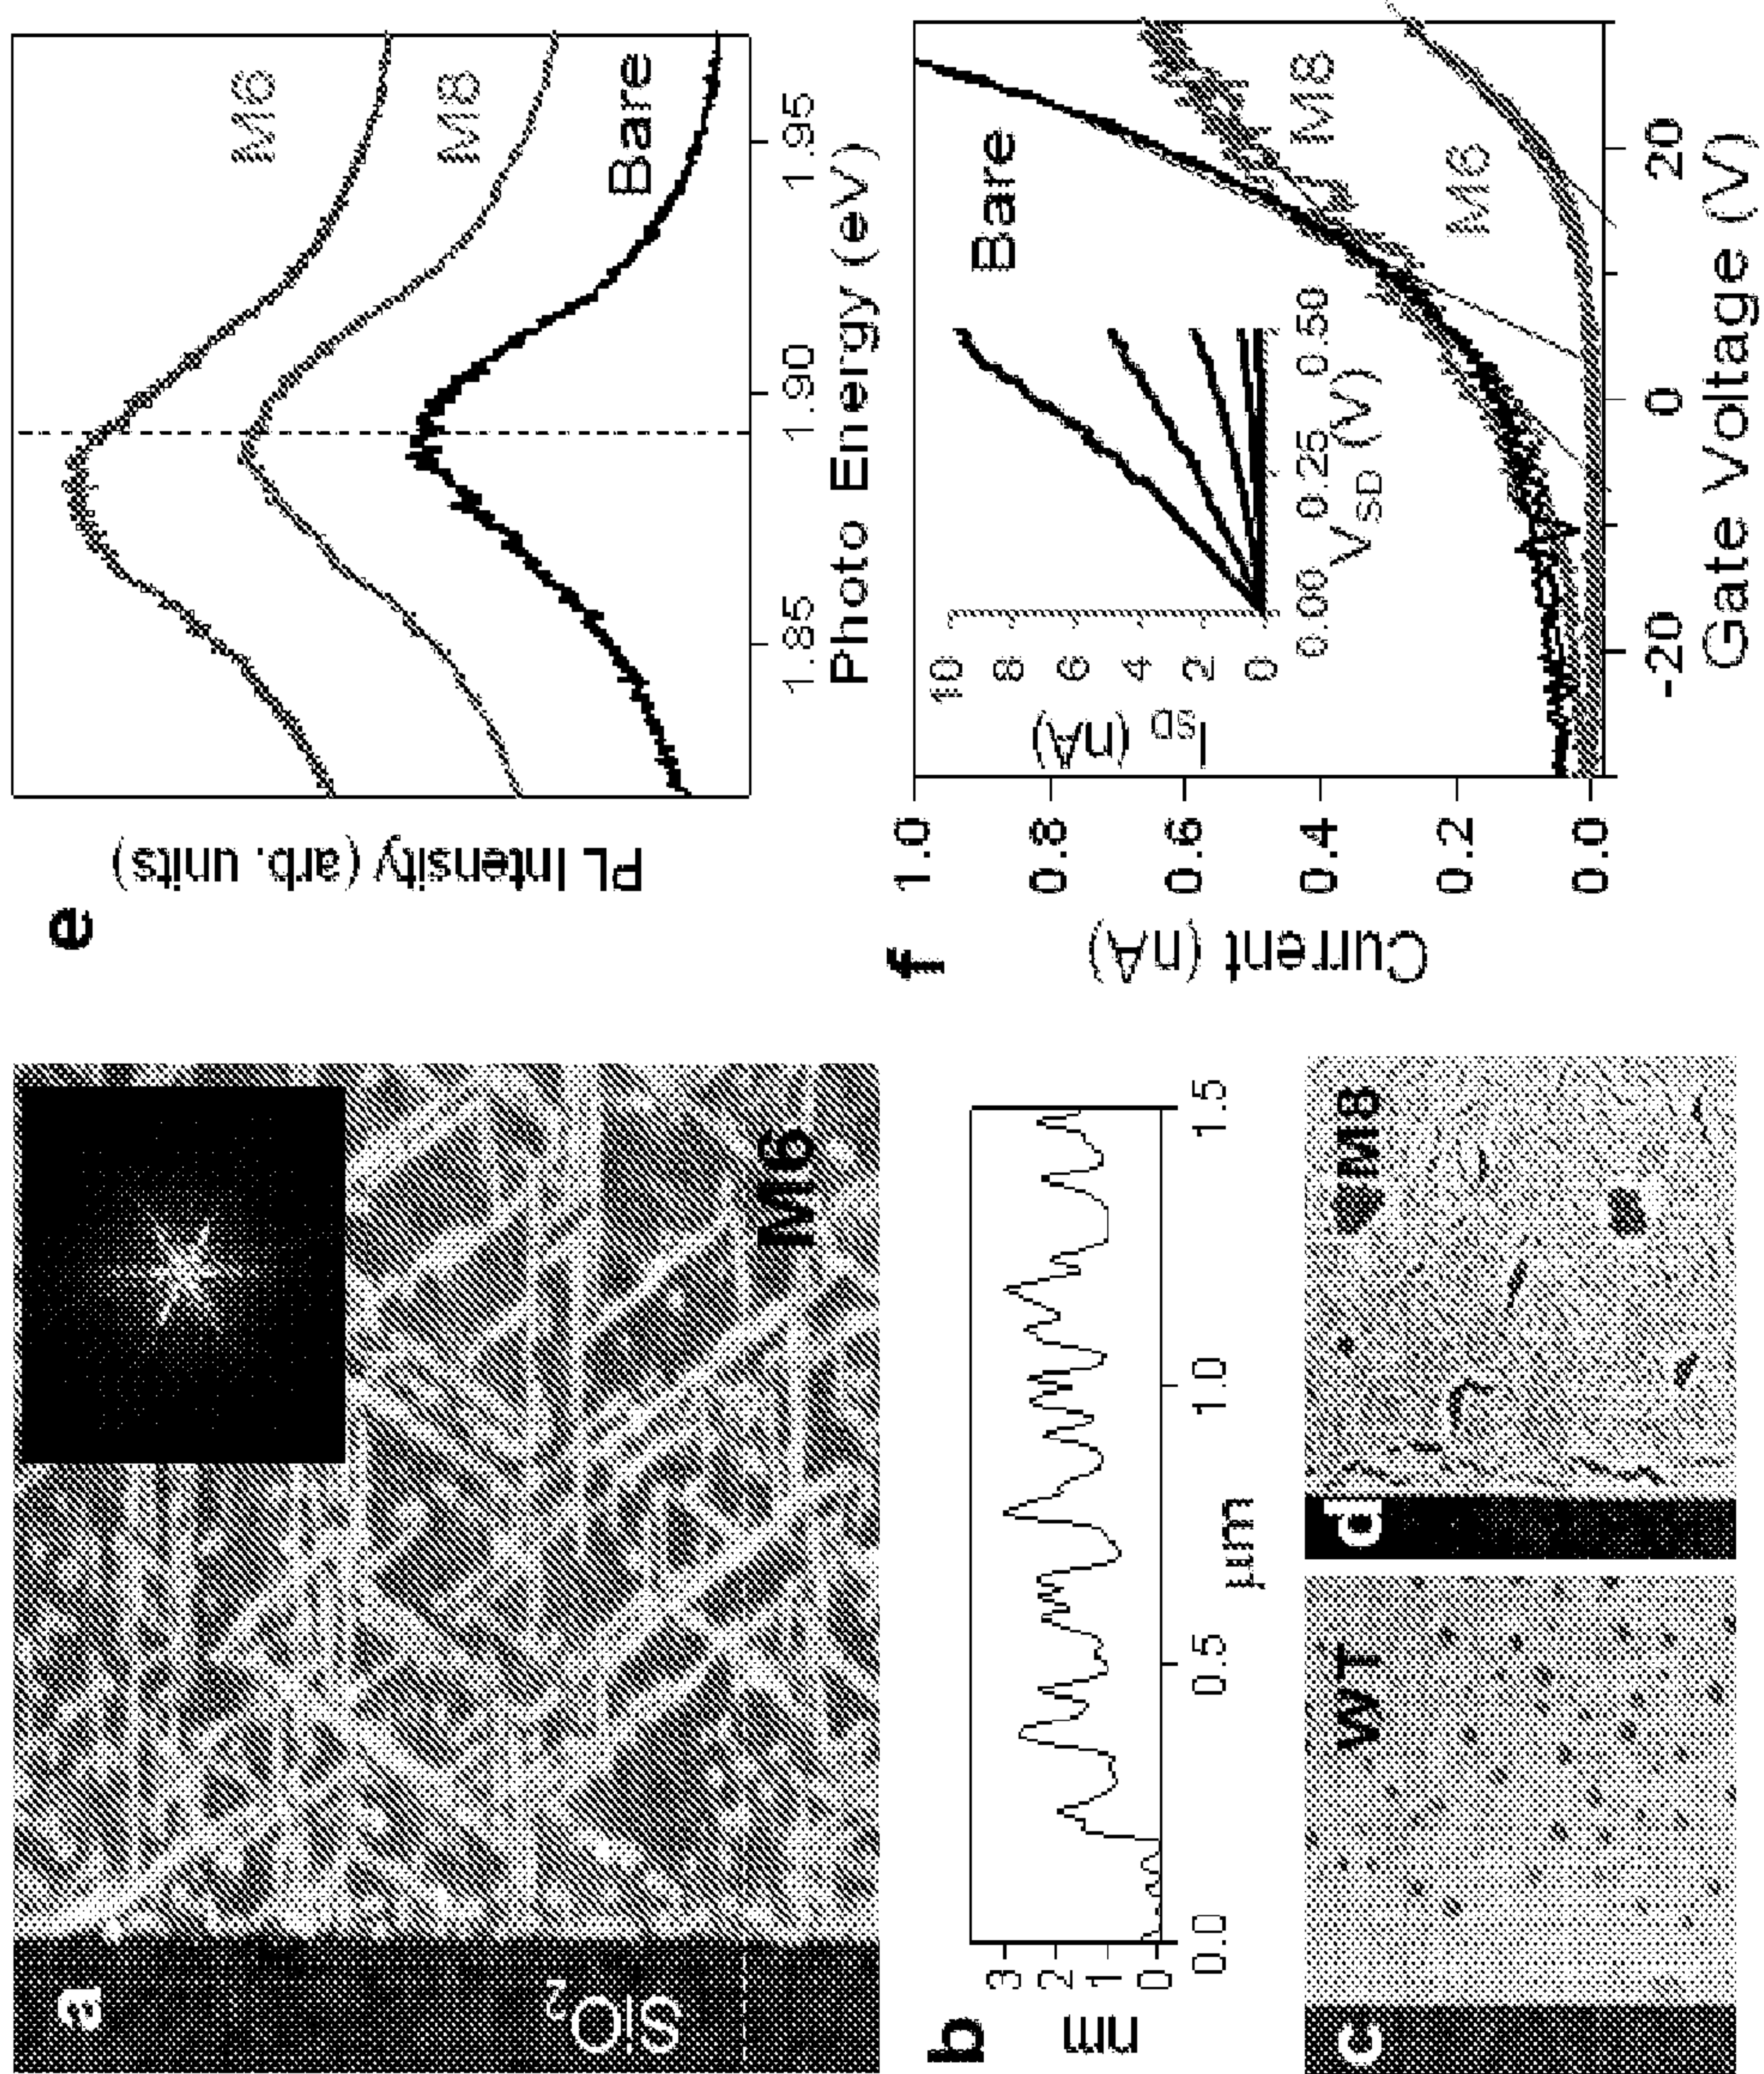 a
SiO2
M6
b
nm
3
2
1
0
0.0
0.5
1.0
1.5
µm
c
WT
d
M8
e
PL Intensity (arb. units)
M6
M8
Bare
1.85
1.90
1.95
Photo Energy (eV)
f
Current (nA)
1.0
0.8
0.6
0.4
0.2
0.0
-20
0
20
Gate Voltage (V)
Bare
M8
M6
ISD (nA)
10
8
6
4
2
0
0.00
0.25
0.50
VSD (V)